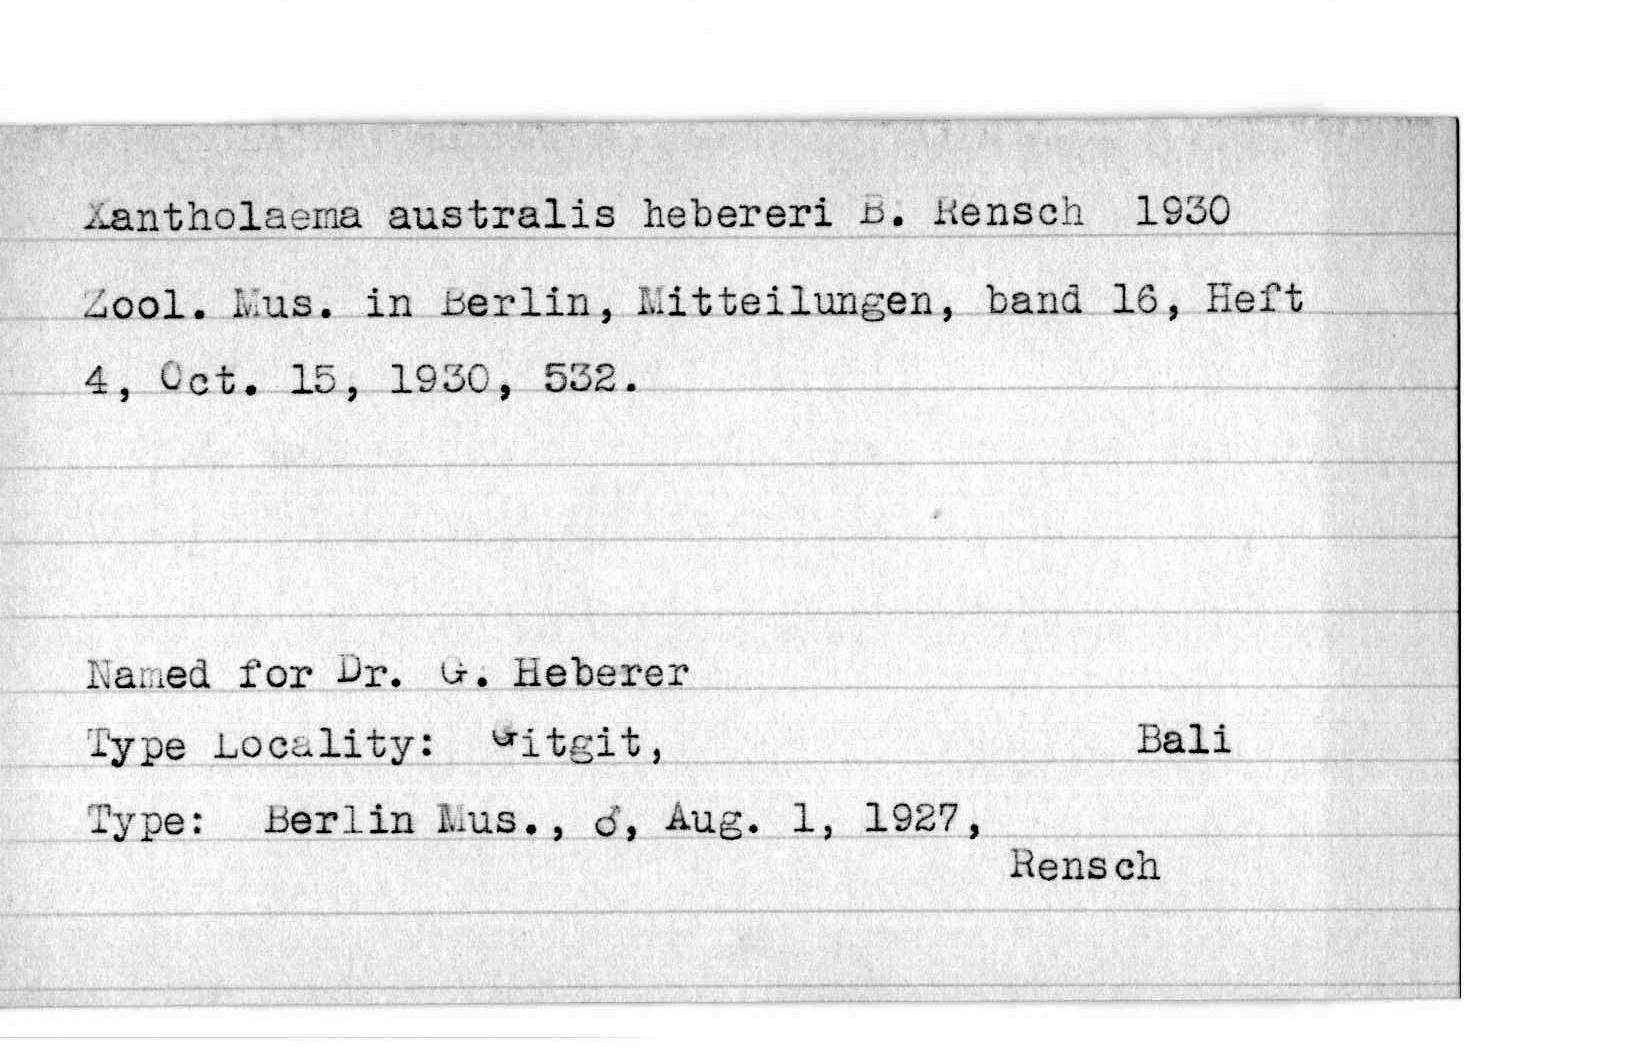 Xantholaema australis hebereri B. Rensch 1930
Zool. Mus. in Berlin, Mitteilungen, band 16, Heft
4, Oct. 15, 1930, 532.
Named for Dr. G. Heberer
Type Locality: Gitgit, Bali
Type: Berlin Mus., ♂, Aug. 1, 1927,
Rensch